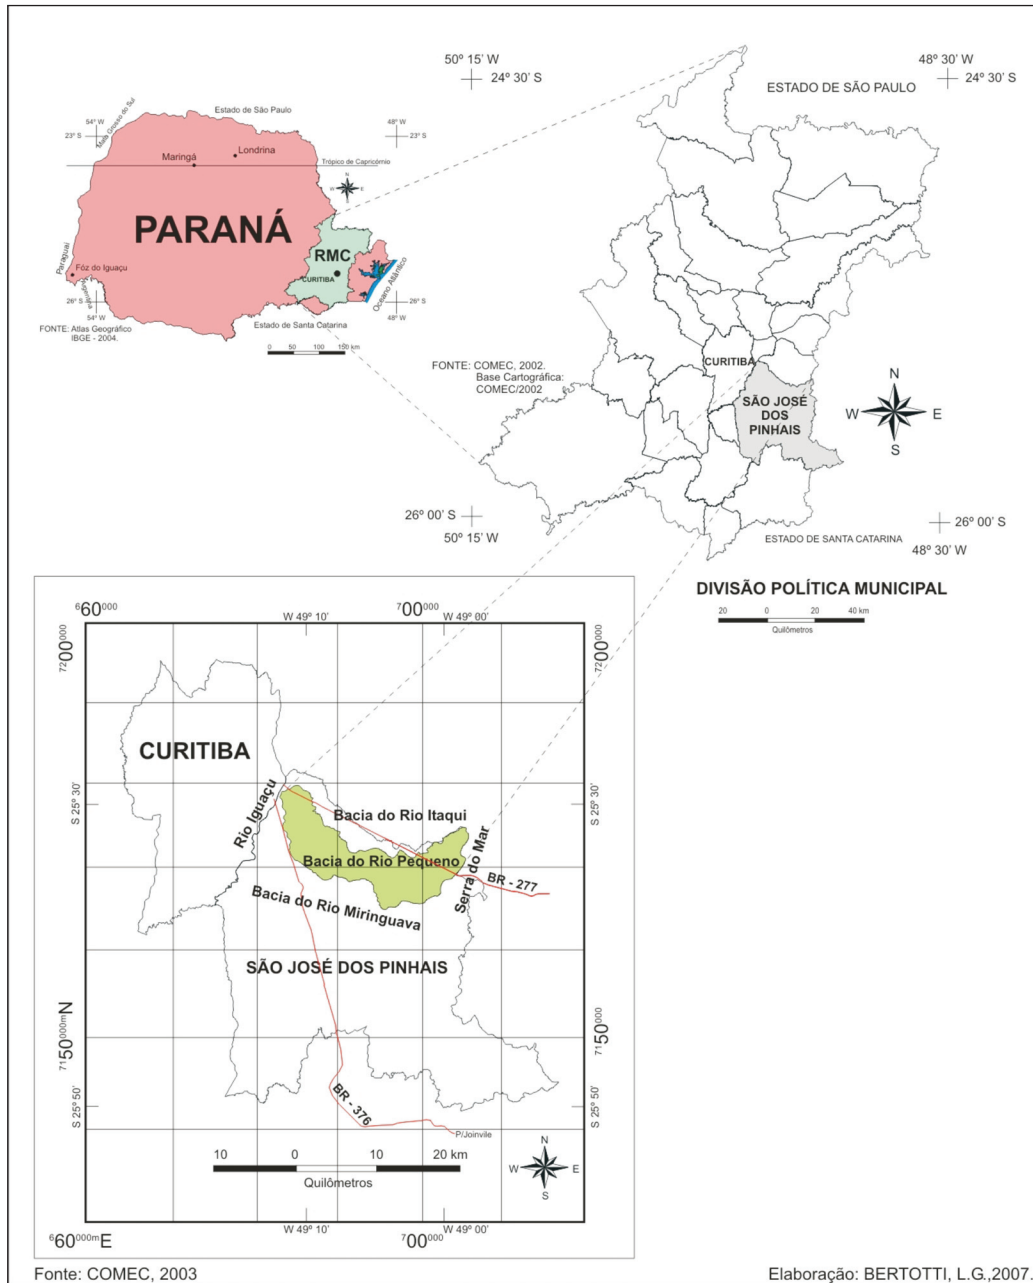 50º 15' W
24º 30' S
48º 30' W
24º 30' S
ESTADO DE SÃO PAULO
Estado de São Paulo
Mato Grosso do Sul
54º W
23º S
48º W
23º S
Londrina
Maringá
Trópico de Capricórnio
N
W
E
PARANÁ
RMC
CURITIBA
Paraguai
Fóz do Iguaçu
Oceano Atlântico
26º S
54º W
26º S
48º W
FONTE: Atlas Geográfico
IBGE - 2004.
Estado de Santa Catarina
0 50 100 150 km
FONTE: COMEC, 2002.
Base Cartográfica:
COMEC/2002
CURITIBA
SÃO JOSÉ
DOS
PINHAIS
N
W E
S
26º 00' S
50º 15' W
26º 00' S
48º 30' W
ESTADO DE SANTA CATARINA
DIVISÃO POLÍTICA MUNICIPAL
20 0 20 40 km
Quilômetros
660000
W 49º 10'
700000
W 49º 00'
7200000
7200000
CURITIBA
S 25º 30'
S 25º 30'
Rio Iguaçu
Bacia do Rio Itaqui
Bacia do Rio Pequeno
Serra do Mar
BR - 277
Bacia do Rio Miringuava
SÃO JOSÉ DOS PINHAIS
7150000mN
7150000
S 25º 50'
S 25º 50'
BR - 376
P/Joinvile
10 0 10 20 km
Quilômetros
N
W E
S
660000mE
W 49º 10'
700000
W 49º 00'
Fonte: COMEC, 2003
Elaboração: BERTOTTI, L.G.,2007.